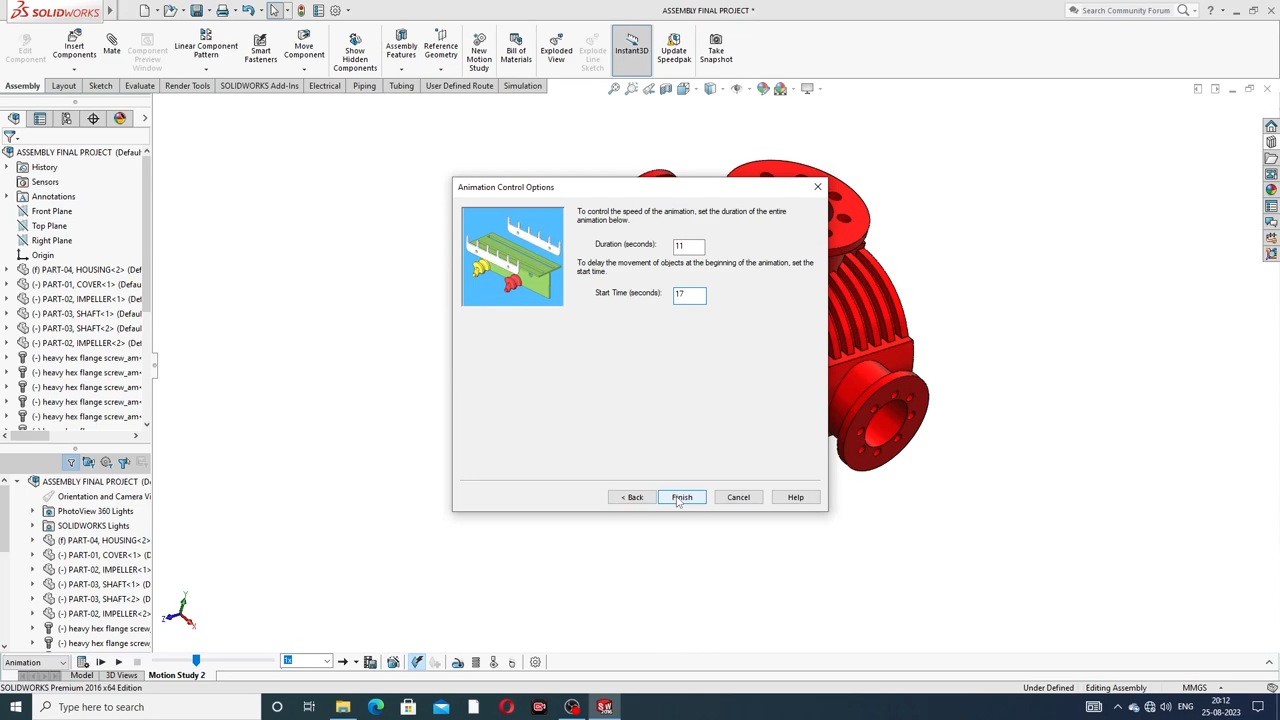 SOLIDWORKS
ASSEMBLY FINAL PROJECT *
Search Community Forum
Edit Component
Insert Components
Mate
Component Preview Window
Linear Component Pattern
Smart Fasteners
Move Component
Show Hidden Components
Assembly Features
Reference Geometry
New Motion Study
Bill of Materials
Exploded View
Explode Line Sketch
Instant3D
Update Speedpak
Take Snapshot
Assembly Layout Sketch Evaluate Render Tools SOLIDWORKS Add-Ins Electrical Piping Tubing User Defined Route Simulation
ASSEMBLY FINAL PROJECT (Defaul
History
Sensors
Annotations
Front Plane
Top Plane
Right Plane
Origin
(f) PART-04, HOUSING<2> (Def
(-) PART-01, COVER<1> (Defau
(-) PART-02, IMPELLER<1> (De
(-) PART-03, SHAFT<1> (Defau
(-) PART-03, SHAFT<2> (Defau
(-) PART-02, IMPELLER<2> (De
(-) heavy hex flange screw_am
(-) heavy hex flange screw_am
(-) heavy hex flange screw_am
(-) heavy hex flange screw_am
(-) heavy hex flange screw_am
Animation Control Options
To control the speed of the animation, set the duration of the entire
animation below.
Duration (seconds): 11
To delay the movement of objects at the beginning of the animation, set the
start time.
Start Time (seconds): 17
< Back Finish Cancel Help
ASSEMBLY FINAL PROJECT (De
Orientation and Camera Vi
PhotoView 360 Lights
SOLIDWORKS Lights
(f) PART-04, HOUSING<2> (
(-) PART-01, COVER<1> (D
(-) PART-02, IMPELLER<1>
(-) PART-03, SHAFT<1> (D
(-) PART-03, SHAFT<2> (D
(-) PART-02, IMPELLER<2>
(-) heavy hex flange screw_
(-) heavy hex flange screw_
Y
Z
X
Animation
1x
Model 3D Views Motion Study 2
SOLIDWORKS Premium 2016 x64 Edition
Under Defined Editing Assembly MMGS
Type here to search
ENG
20:12
25-08-2023